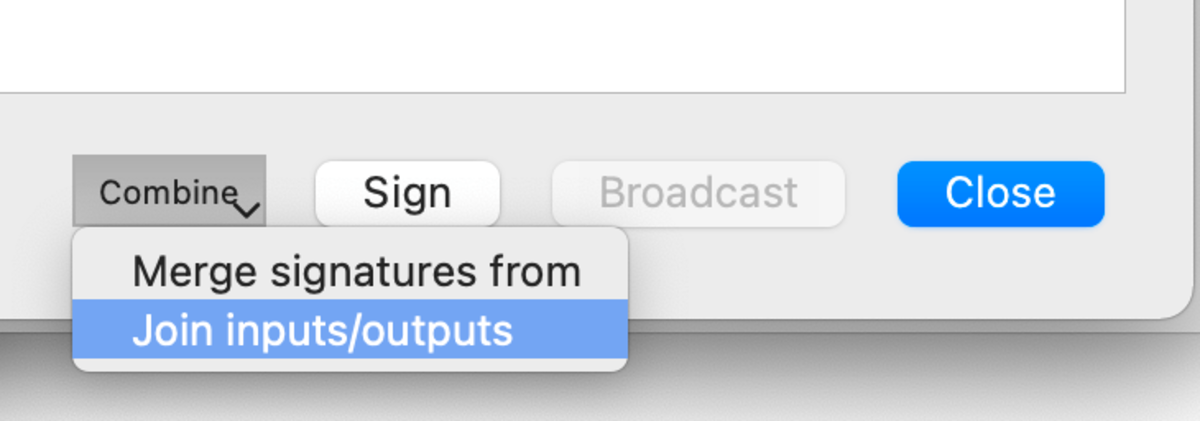 Combine
Sign
Broadcast
Close
Merge signatures from
Join inputs/outputs